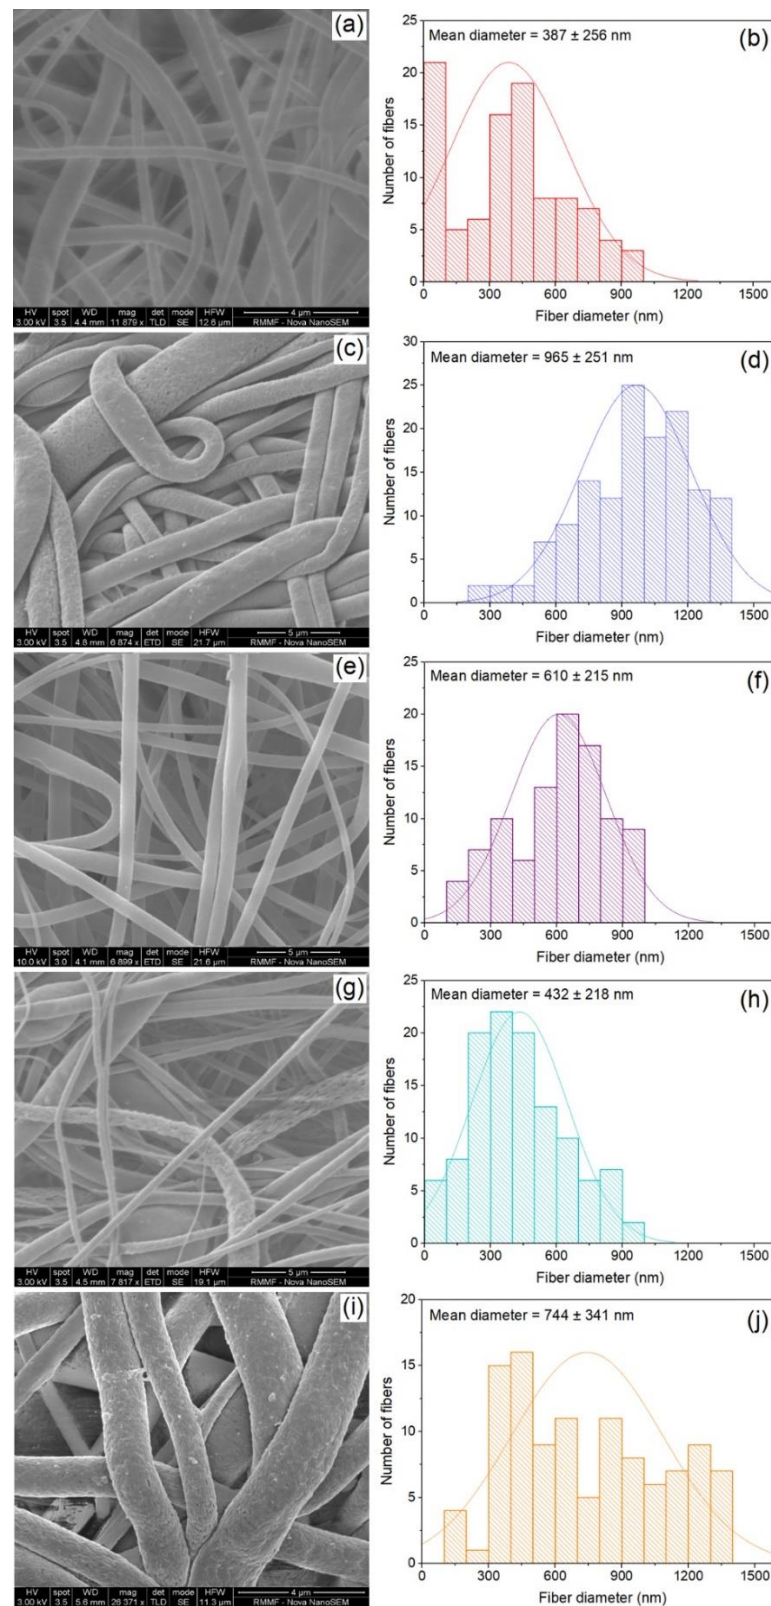 (a)
HV spot WD mag det mode HFW 4 µm
3.00 kV 3.5 4.4 mm 11 879 x TLD SE 12.6 µm RMMF - Nova NanoSEM
(b)
Mean diameter = 387 ± 256 nm
Number of fibers
25
20
15
10
5
0
0 300 600 900 1200 1500
Fiber diameter (nm)
(c)
HV spot WD mag det mode HFW 5 µm
3.00 kV 3.5 4.8 mm 6 874 x ETD SE 21.7 µm RMMF - Nova NanoSEM
(d)
Mean diameter = 965 ± 251 nm
Number of fibers
30
25
20
15
10
5
0
0 300 600 900 1200 1500
Fiber diameter (nm)
(e)
HV spot WD mag det mode HFW 5 µm
10.0 kV 3.0 4.1 mm 6 899 x ETD SE 21.6 µm RMMF - Nova NanoSEM
(f)
Mean diameter = 610 ± 215 nm
Number of fibers
25
20
15
10
5
0
0 300 600 900 1200 1500
Fiber diameter (nm)
(g)
HV spot WD mag det mode HFW 5 µm
3.00 kV 3.5 4.5 mm 7 817 x ETD SE 19.1 µm RMMF - Nova NanoSEM
(h)
Mean diameter = 432 ± 218 nm
Number of fibers
25
20
15
10
5
0
0 300 600 900 1200 1500
Fiber diameter (nm)
(i)
HV spot WD mag det mode HFW 4 µm
3.00 kV 3.5 5.6 mm 26 371 x TLD SE 11.3 µm RMMF - Nova NanoSEM
(j)
Mean diameter = 744 ± 341 nm
Number of fibers
20
15
10
5
0
0 300 600 900 1200 1500
Fiber diameter (nm)